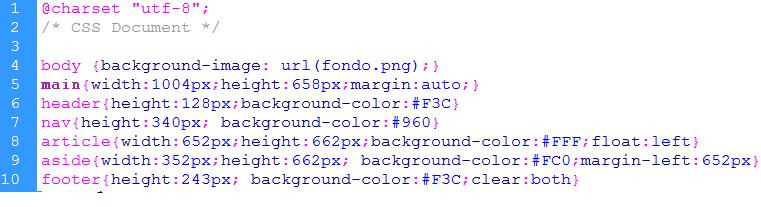 1 @charset "utf-8";
2 /* CSS Document */
3
4 body {background-image: url(fondo.png);}
5 main{width:1004px;height:658px;margin:auto;}
6 header{height:128px;background-color:#F3C}
7 nav{height:340px; background-color:#960}
8 article{width:652px;height:662px;background-color:#FFF;float:left}
9 aside{width:352px;height:662px; background-color:#FC0;margin-left:652px}
10 footer{height:243px; background-color:#F3C;clear:both}